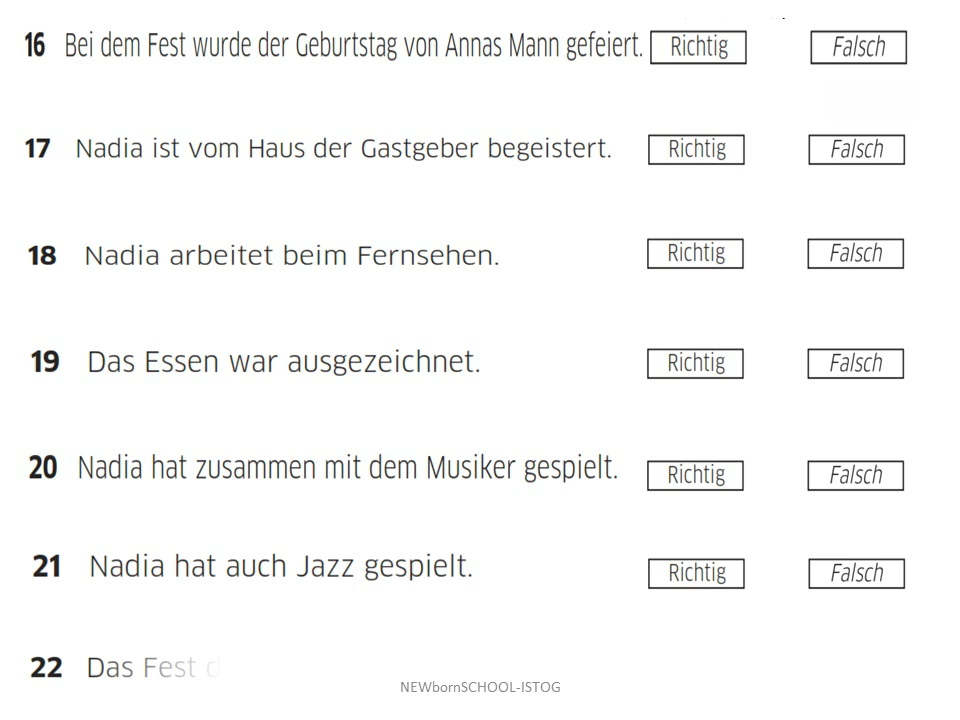 16 Bei dem Fest wurde der Geburtstag von Annas Mann gefeiert. Richtig Falsch
17 Nadia ist vom Haus der Gastgeber begeistert. Richtig Falsch
18 Nadia arbeitet beim Fernsehen. Richtig Falsch
19 Das Essen war ausgezeichnet. Richtig Falsch
20 Nadia hat zusammen mit dem Musiker gespielt. Richtig Falsch
21 Nadia hat auch Jazz gespielt. Richtig Falsch
22 Das Fest
NEWbornSCHOOL-ISTOG